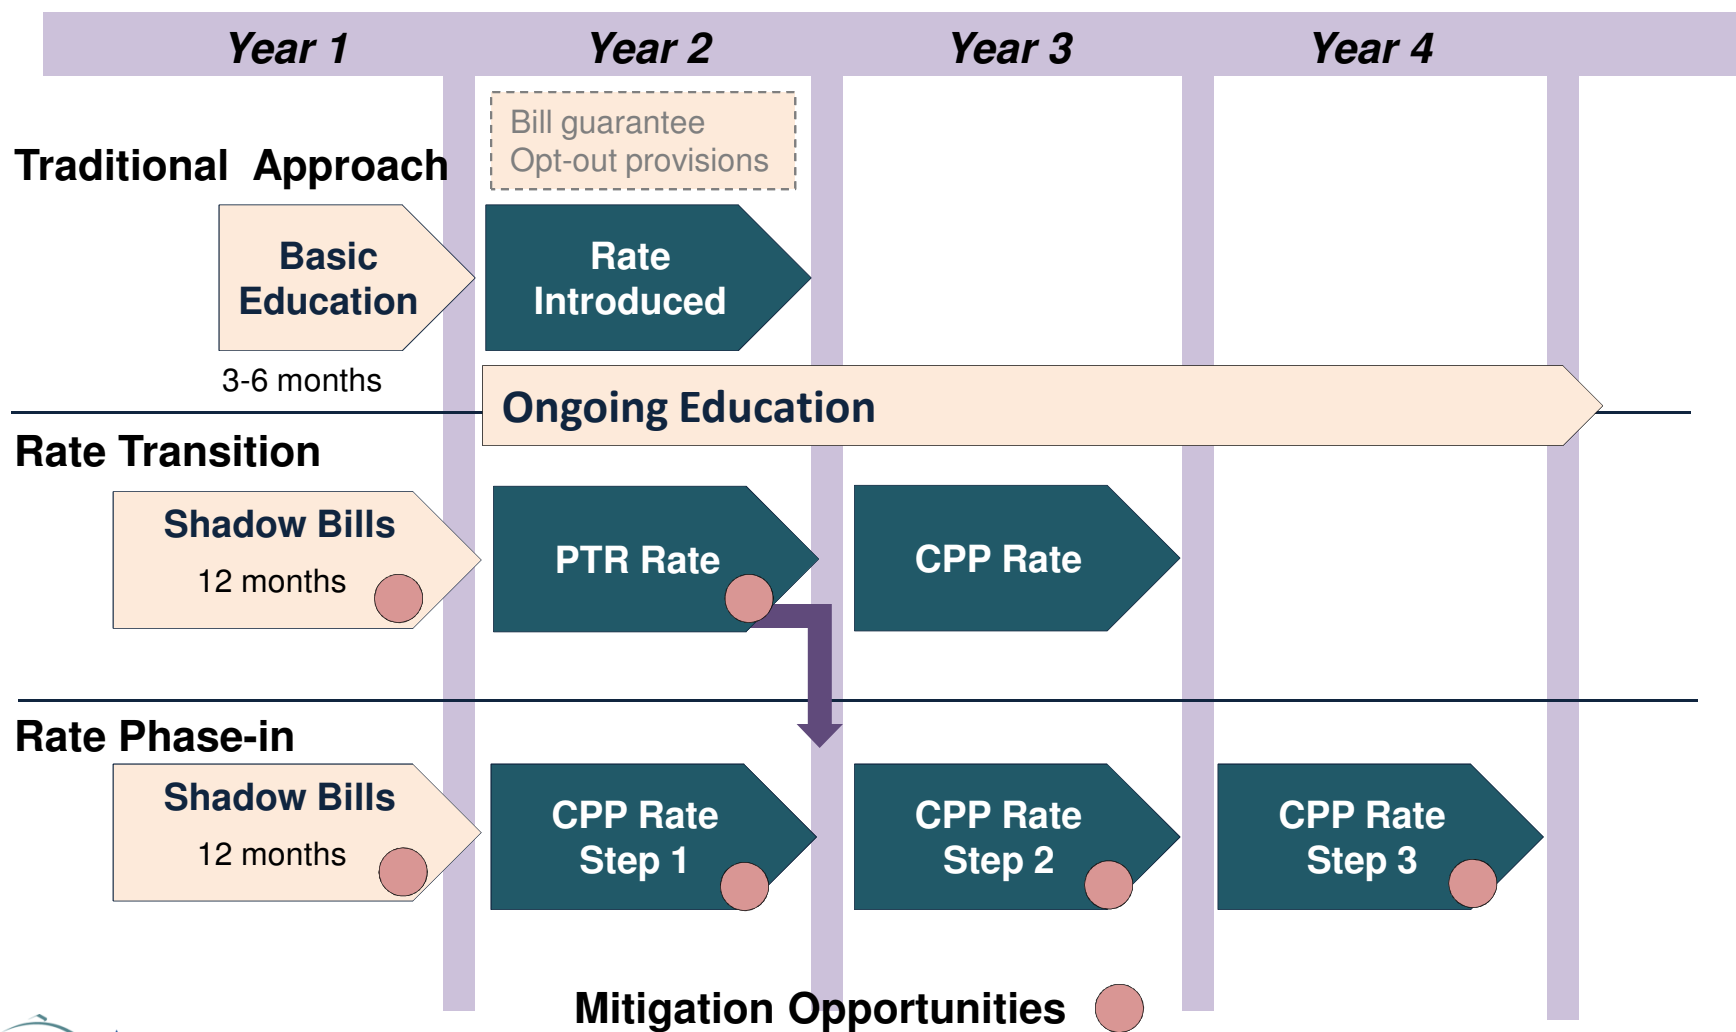 Year 1 Year 2 Year 3 Year 4
Bill guarantee
Opt-out provisions
Traditional Approach
Basic
Education
Rate
Introduced
3-6 months
Ongoing Education
Rate Transition
Shadow Bills
12 months
PTR Rate
CPP Rate
Rate Phase-in
Shadow Bills
12 months
CPP Rate
Step 1
CPP Rate
Step 2
CPP Rate
Step 3
Mitigation Opportunities